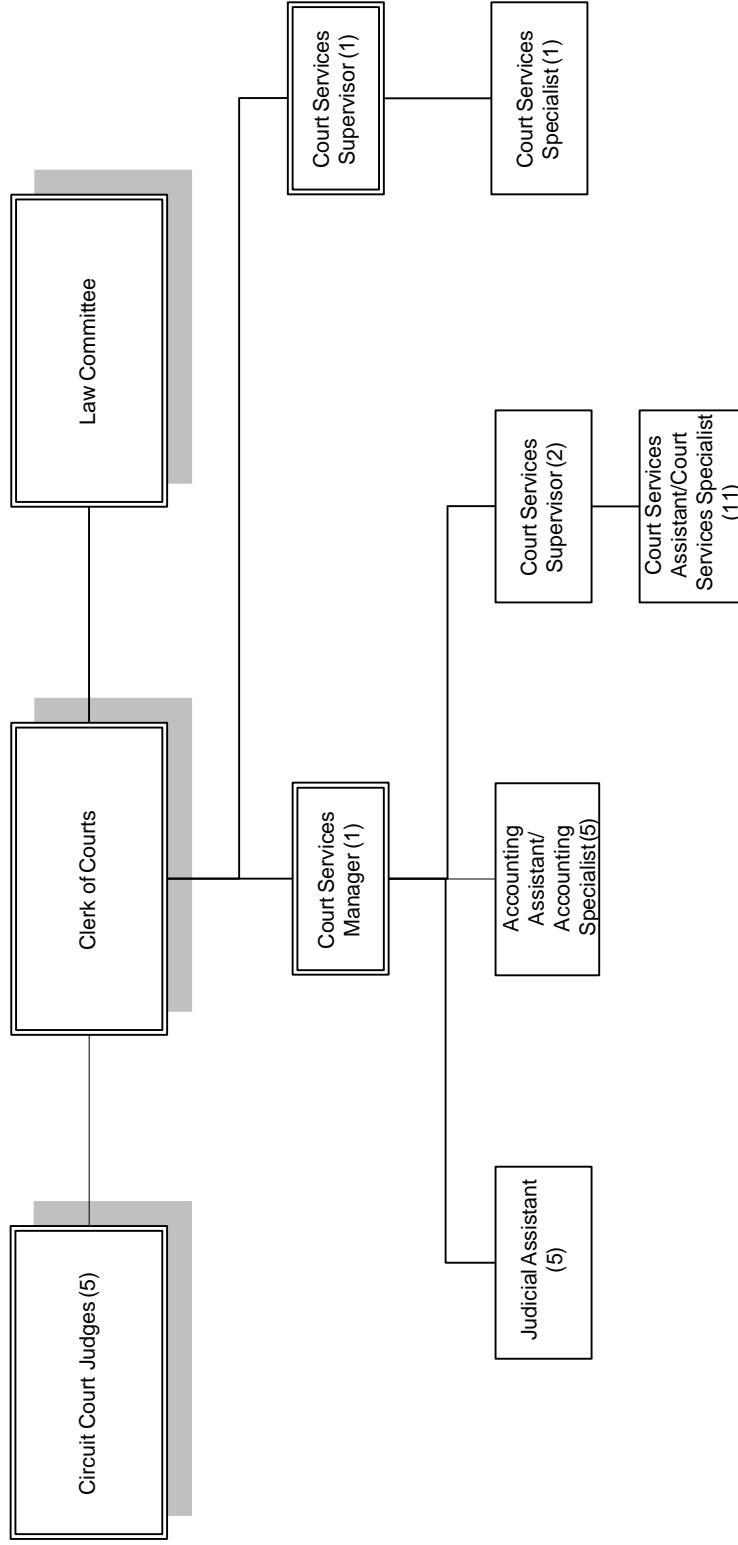 Circuit Court Judges (5)
Clerk of Courts
Law Committee
Court Services
Manager (1)
Court Services
Supervisor (1)
Judicial Assistant
(5)
Accounting
Assistant/
Accounting
Specialist (5)
Court Services
Supervisor (2)
Court Services
Specialist (1)
Court Services
Assistant/Court
Services Specialist
(11)